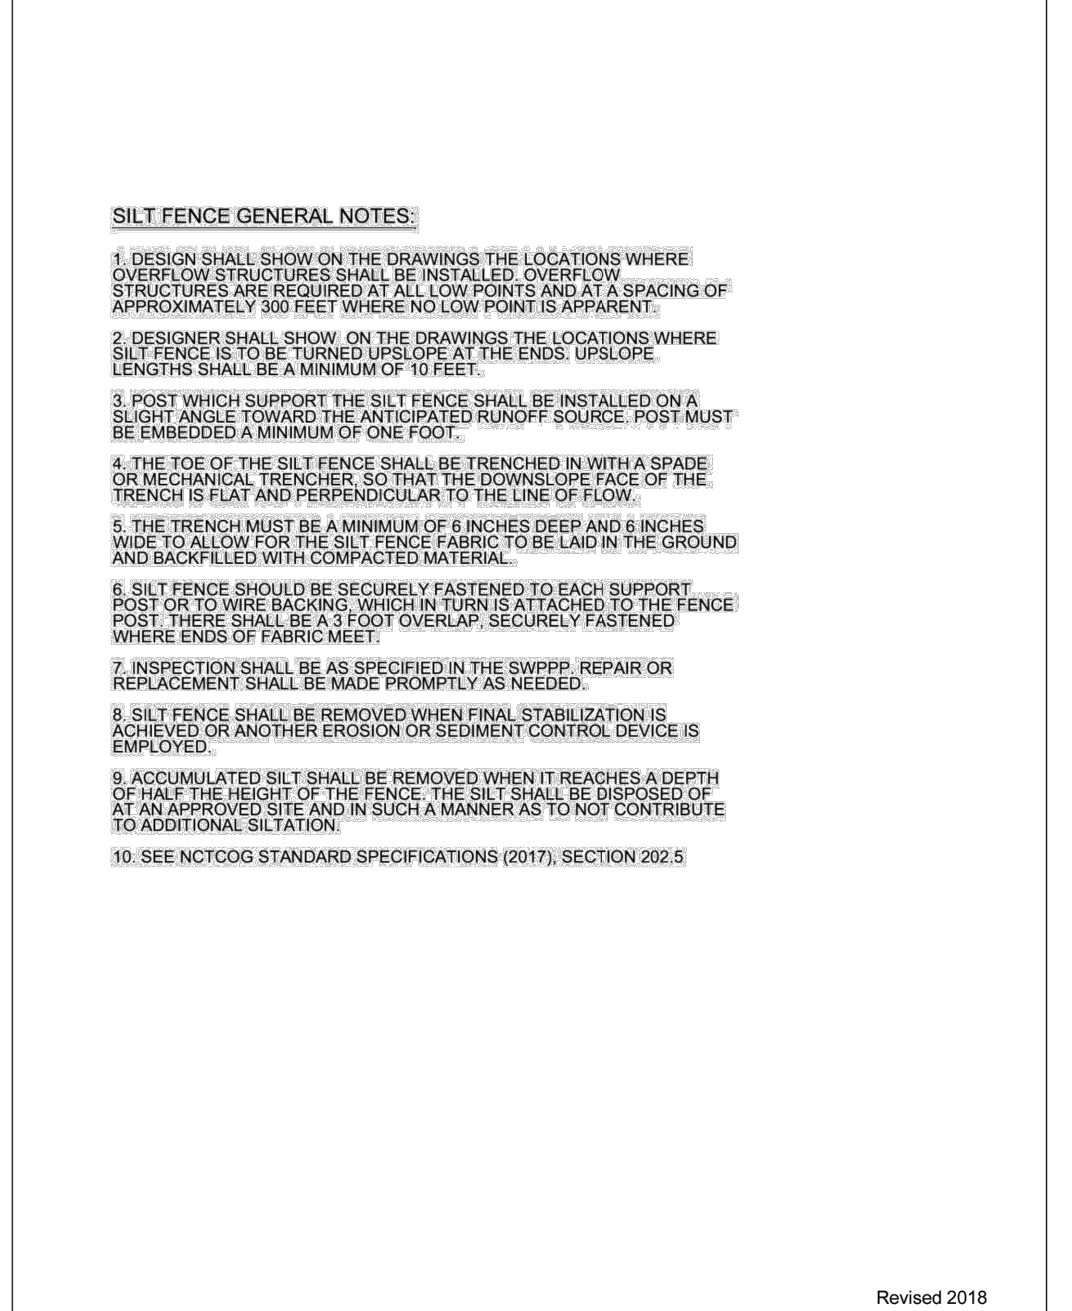 SILT FENCE GENERAL NOTES:
1. DESIGN SHALL SHOW ON THE DRAWINGS THE LOCATIONS WHERE
OVERFLOW STRUCTURES SHALL BE INSTALLED. OVERFLOW
STRUCTURES ARE REQUIRED AT ALL LOW POINTS AND AT A SPACING OF
APPROXIMATELY 300 FEET WHERE NO LOW POINT IS APPARENT.
2. DESIGNER SHALL SHOW ON THE DRAWINGS THE LOCATIONS WHERE
SILT FENCE IS TO BE TURNED UPSLOPE AT THE ENDS. UPSLOPE
LENGTHS SHALL BE A MINIMUM OF 10 FEET.
3. POST WHICH SUPPORT THE SILT FENCE SHALL BE INSTALLED ON A
SLIGHT ANGLE TOWARD THE ANTICIPATED RUNOFF SOURCE. POST MUST
BE EMBEDDED A MINIMUM OF ONE FOOT.
4. THE TOE OF THE SILT FENCE SHALL BE TRENCHED IN WITH A SPADE
OR MECHANICAL TRENCHER, SO THAT THE DOWNSLOPE FACE OF THE
TRENCH IS FLAT AND PERPENDICULAR TO THE LINE OF FLOW.
5. THE TRENCH MUST BE A MINIMUM OF 6 INCHES DEEP AND 6 INCHES
WIDE TO ALLOW FOR THE SILT FENCE FABRIC TO BE LAID IN THE GROUND
AND BACKFILLED WITH COMPACTED MATERIAL.
6. SILT FENCE SHOULD BE SECURELY FASTENED TO EACH SUPPORT
POST OR TO WIRE BACKING, WHICH IN TURN IS ATTACHED TO THE FENCE
POST. THERE SHALL BE A 3 FOOT OVERLAP, SECURELY FASTENED
WHERE ENDS OF FABRIC MEET.
7. INSPECTION SHALL BE AS SPECIFIED IN THE SWPPP. REPAIR OR
REPLACEMENT SHALL BE MADE PROMPTLY AS NEEDED.
8. SILT FENCE SHALL BE REMOVED WHEN FINAL STABILIZATION IS
ACHIEVED OR ANOTHER EROSION OR SEDIMENT CONTROL DEVICE IS
EMPLOYED.
9. ACCUMULATED SILT SHALL BE REMOVED WHEN IT REACHES A DEPTH
OF HALF THE HEIGHT OF THE FENCE. THE SILT SHALL BE DISPOSED OF
AT AN APPROVED SITE AND IN SUCH A MANNER AS TO NOT CONTRIBUTE
TO ADDITIONAL SILTATION.
10. SEE NCTCOG STANDARD SPECIFICATIONS (2017), SECTION 202.5
Revised 2018